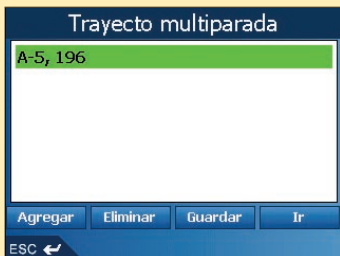 Trayecto multiparada
A-5, 196
Agregar Eliminar Guardar Ir
ESC